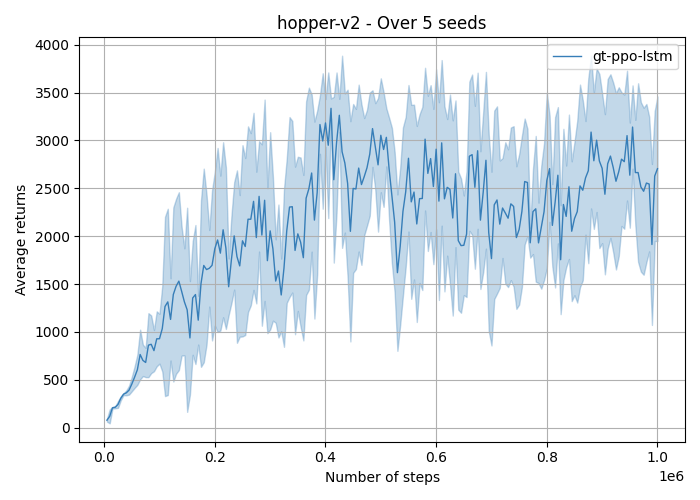 hopper-v2 - Over 5 seeds
gt-ppo-lstm
Average returns
4000
3500
3000
2500
2000
1500
1000
500
0
0.0 0.2 0.4 0.6 0.8 1.0
1e6
Number of steps